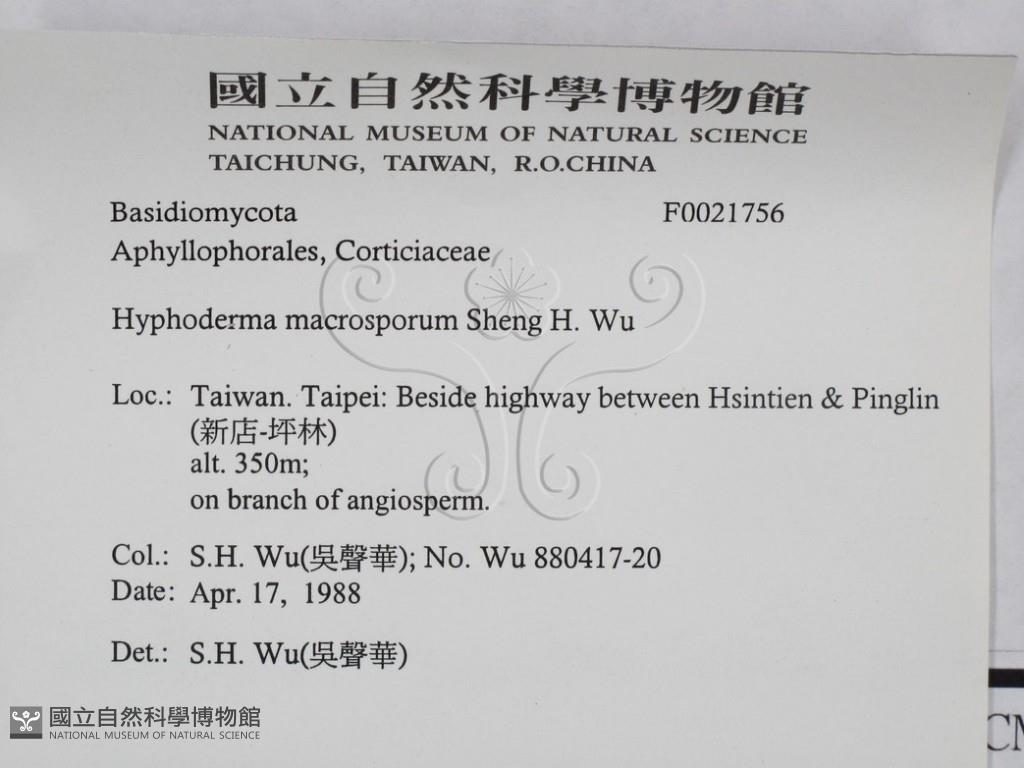 國立自然科學博物館
NATIONAL MUSEUM OF NATURAL SCIENCE
TAICHUNG, TAIWAN, R.O.CHINA
Basidiomycota F0021756
Aphyllophorales, Corticiaceae
Hyphoderma macrosporum Sheng H. Wu
Loc.: Taiwan. Taipei: Beside highway between Hsintien & Pinglin
(新店-坪林)
alt. 350m;
on branch of angiosperm.
Col.: S.H. Wu(吳聲華); No. Wu 880417-20
Date: Apr. 17, 1988
Det.: S.H. Wu(吳聲華)
國立自然科學博物館
NATIONAL MUSEUM OF NATURAL SCIENCE